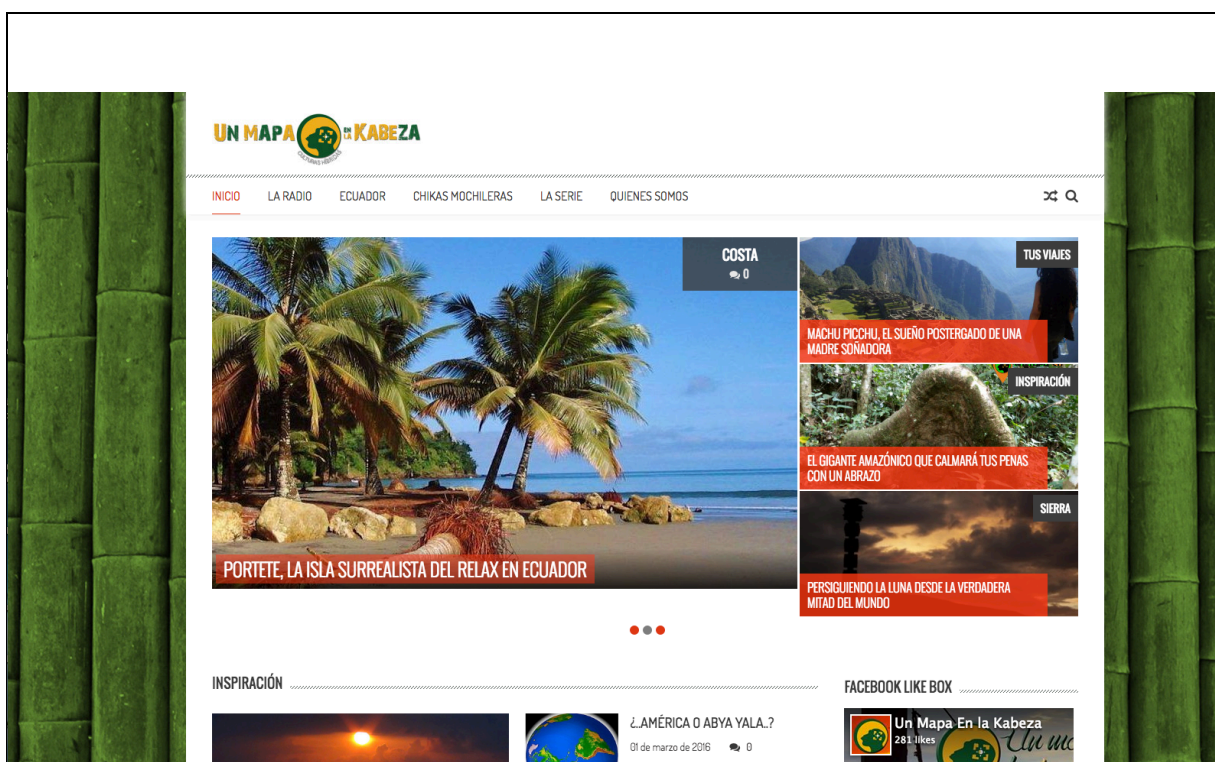 UN MAPA EN LA KABEZA
INICIO LA RADIO ECUADOR CHIKAS MOCHILERAS LA SERIE QUIENES SOMOS
COSTA
0
PORTETE, LA ISLA SURREALISTA DEL RELAX EN ECUADOR
TUS VIAJES
MACHU PICCHU, EL SUEÑO POSTERGADO DE UNA
MADRE SOÑADORA
INSPIRACIÓN
EL GIGANTE AMAZÓNICO QUE CALMARÁ TUS PENAS
CON UN ABRAZO
SIERRA
PERSIGUIENDO LA LUNA DESDE LA VERDADERA
MITAD DEL MUNDO
INSPIRACIÓN
¿..AMÉRICA O ABYA YALA..?
01 de marzo de 2016 0
FACEBOOK LIKE BOX
Un Mapa En la Kabeza
281 likes